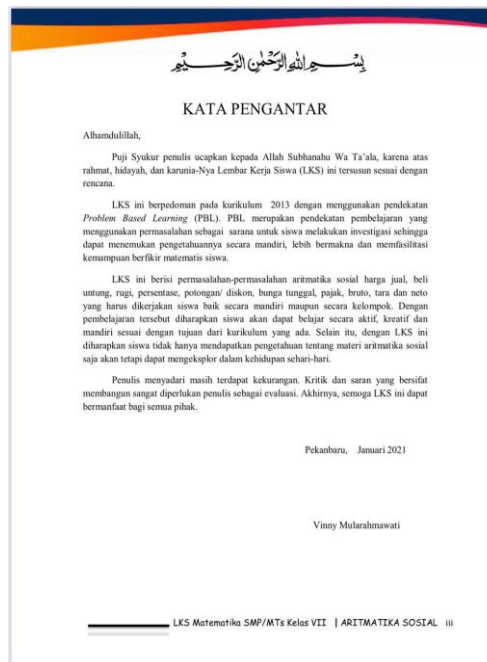 بِسْــــمِ اللهِ الرَّحْمٰنِ الرَّحِـــــيْمِ
KATA PENGANTAR
Alhamdulillah,
Puji Syukur penulis ucapkan kepada Allah Subhanahu Wa Ta’ala, karena atas
rahmat, hidayah, dan karunia-Nya Lembar Kerja Siswa (LKS) ini tersusun sesuai dengan
rencana.
LKS ini berpedoman pada kurikulum 2013 dengan menggunakan pendekatan
Problem Based Learning (PBL). PBL merupakan pendekatan pembelajaran yang
menggunakan permasalahan sebagai sarana untuk siswa melakukan investigasi sehingga
dapat menemukan pengetahuannya secara mandiri, lebih bermakna dan memfasilitasi
kemampuan berfikir matematis siswa.
LKS ini berisi permasalahan-permasalahan aritmatika sosial harga jual, beli
untung, rugi, persentase, potongan/ diskon, bunga tunggal, pajak, bruto, tara dan neto
yang harus dikerjakan siswa baik secara mandiri maupun secara kelompok. Dengan
pembelajaran tersebut diharapkan siswa akan dapat belajar secara aktif, kreatif dan
mandiri sesuai dengan tujuan dari kurikulum yang ada. Selain itu, dengan LKS ini
diharapkan siswa tidak hanya mendapatkan pengetahuan tentang materi aritmatika sosial
saja akan tetapi dapat mengeksplor dalam kehidupan sehari-hari.
Penulis menyadari masih terdapat kekurangan. Kritik dan saran yang bersifat
membangun sangat diperlukan penulis sebagai evaluasi. Akhirnya, semoga LKS ini dapat
bermanfaat bagi semua pihak.
Pekanbaru, Januari 2021
Vinny Mularahmawati
LKS Matematika SMP/MTs Kelas VII | ARITMATIKA SOSIAL iii